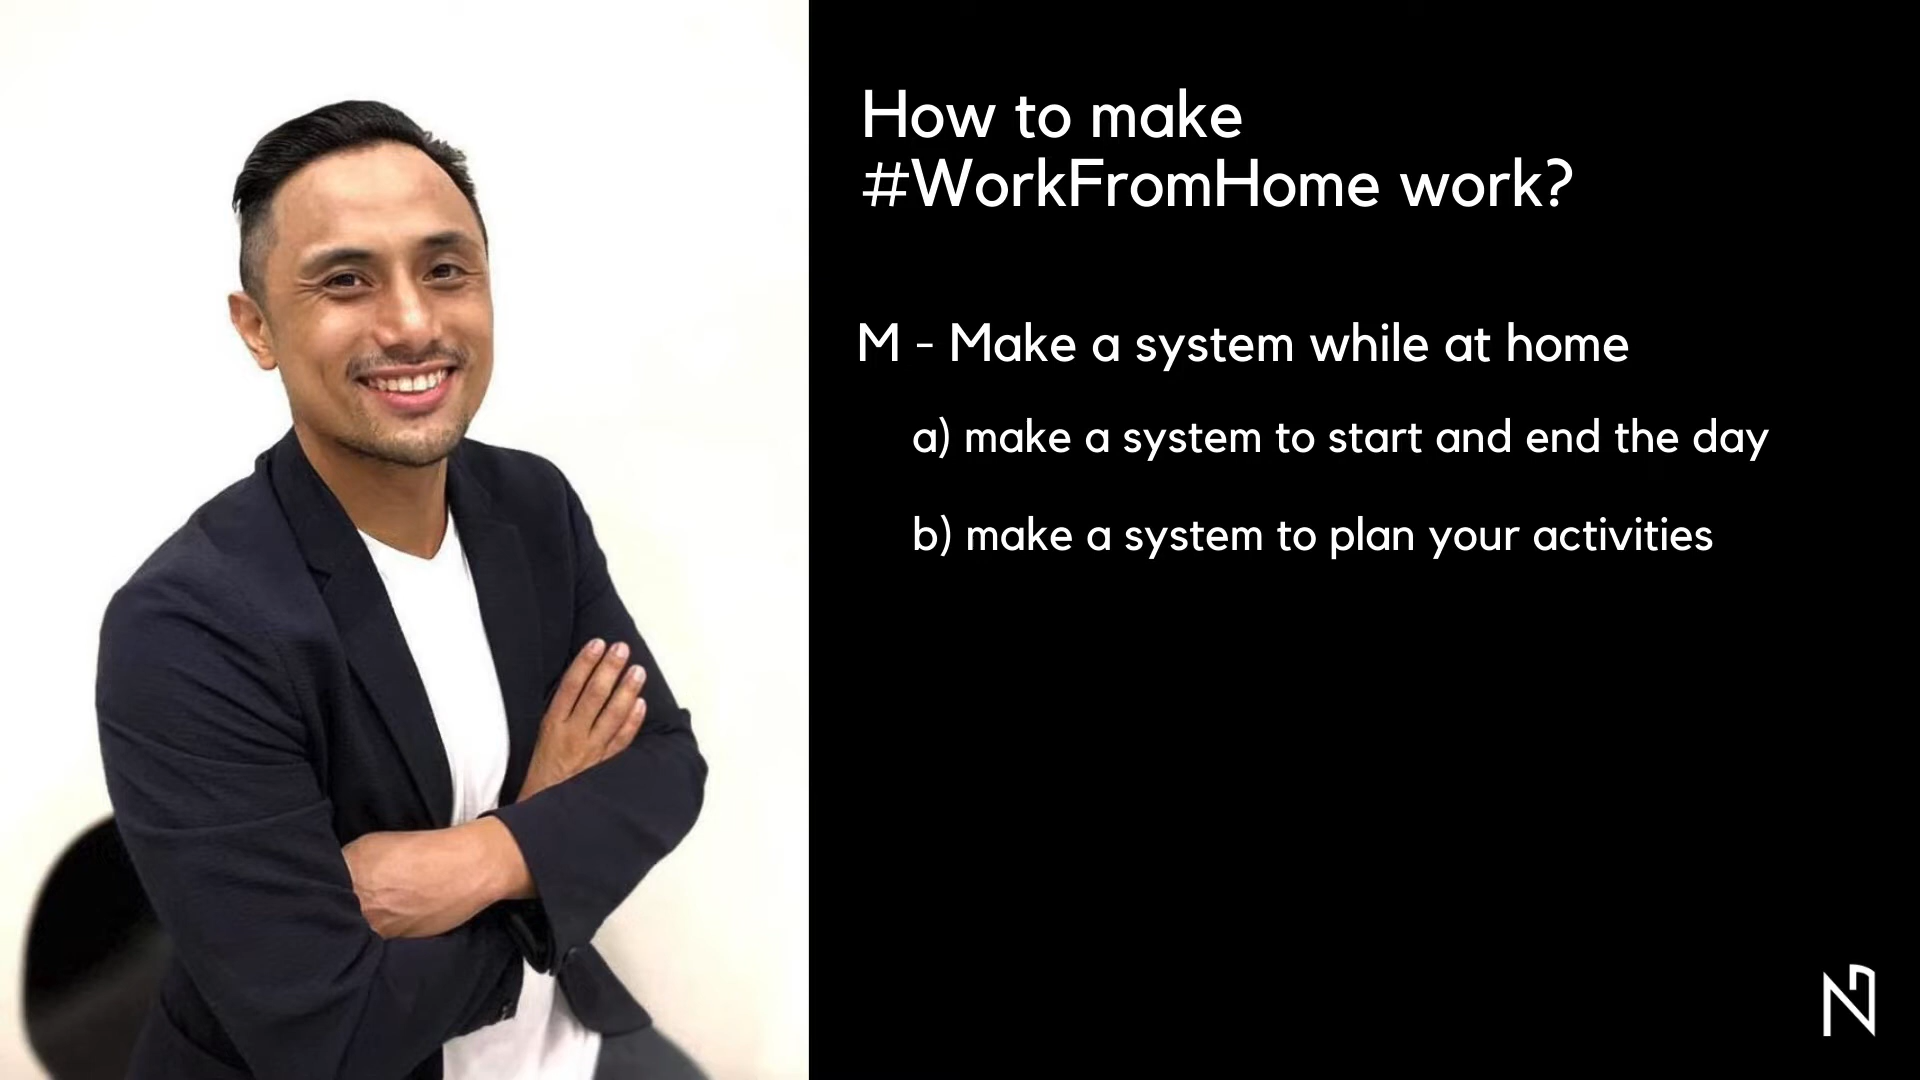 How to make
#WorkFromHome work?
M - Make a system while at home
a) make a system to start and end the day
b) make a system to plan your activities